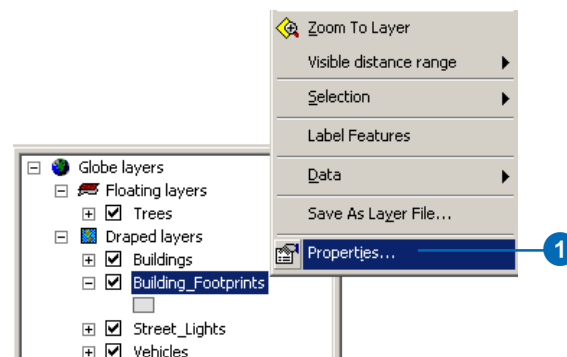 Zoom To Layer
Visible distance range
Selection
Label Features
Data
Save As Layer File...
Properties...
1
Globe layers
Floating layers
Trees
Draped layers
Buildings
Building_Footprints
Street_Lights
Vehicles